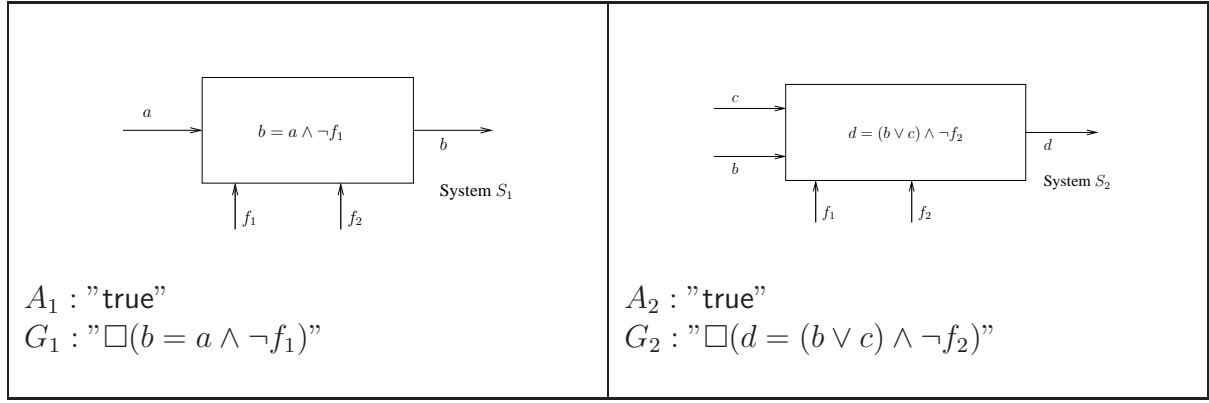 a
b = a ∧ ¬f₁
b
System S₁
f₁
f₂
A₁ : ”true”
G₁ : ”□(b = a ∧ ¬f₁)”
c
d = (b ∨ c) ∧ ¬f₂
d
b
System S₂
f₁
f₂
A₂ : ”true”
G₂ : ”□(d = (b ∨ c) ∧ ¬f₂)”